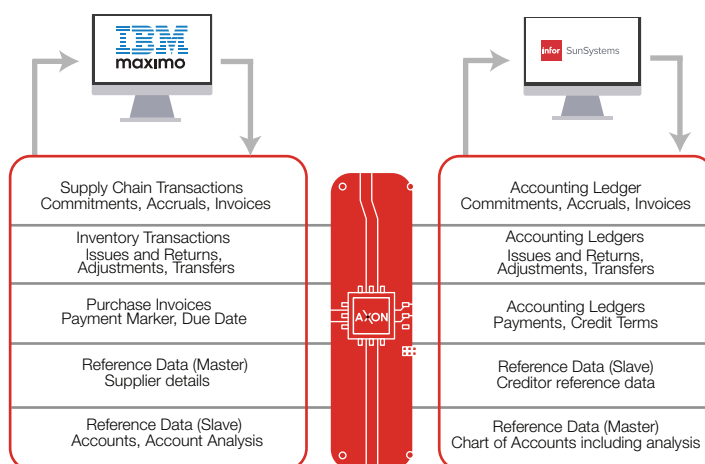 IBM
maximo
infor SunSystems
Supply Chain Transactions
Commitments, Accruals, Invoices
Inventory Transactions
Issues and Returns,
Adjustments, Transfers
Purchase Invoices
Payment Marker, Due Date
Reference Data (Master)
Supplier details
Reference Data (Slave)
Accounts, Account Analysis
AXON
Accounting Ledger
Commitments, Accruals, Invoices
Accounting Ledgers
Issues and Returns,
Adjustments, Transfers
Accounting Ledgers
Payments, Credit Terms
Reference Data (Slave)
Creditor reference data
Reference Data (Master)
Chart of Accounts including analysis